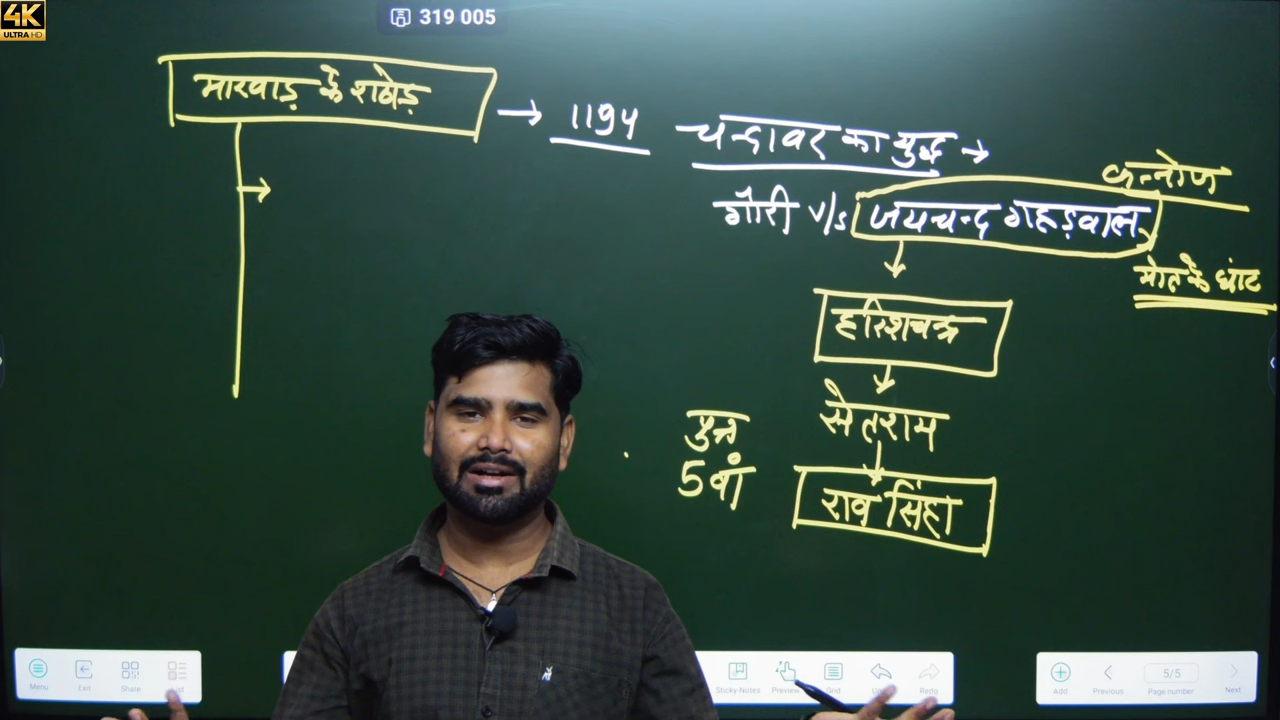 4K
ULTRA HD
319 005
मारवाड़ के राठौड़ → 1194 चन्दावर का युद्ध →
कन्नौज
गौरी v/s जयचन्द गहड़वाल
मौत के घाट
हरिशचन्द्र
सेतराम
पुत्र
5वां
राव सिंहा
Menu Exit Share Sticky-Notes Preview Grid Redo Add Previous 5/5 Page number Next